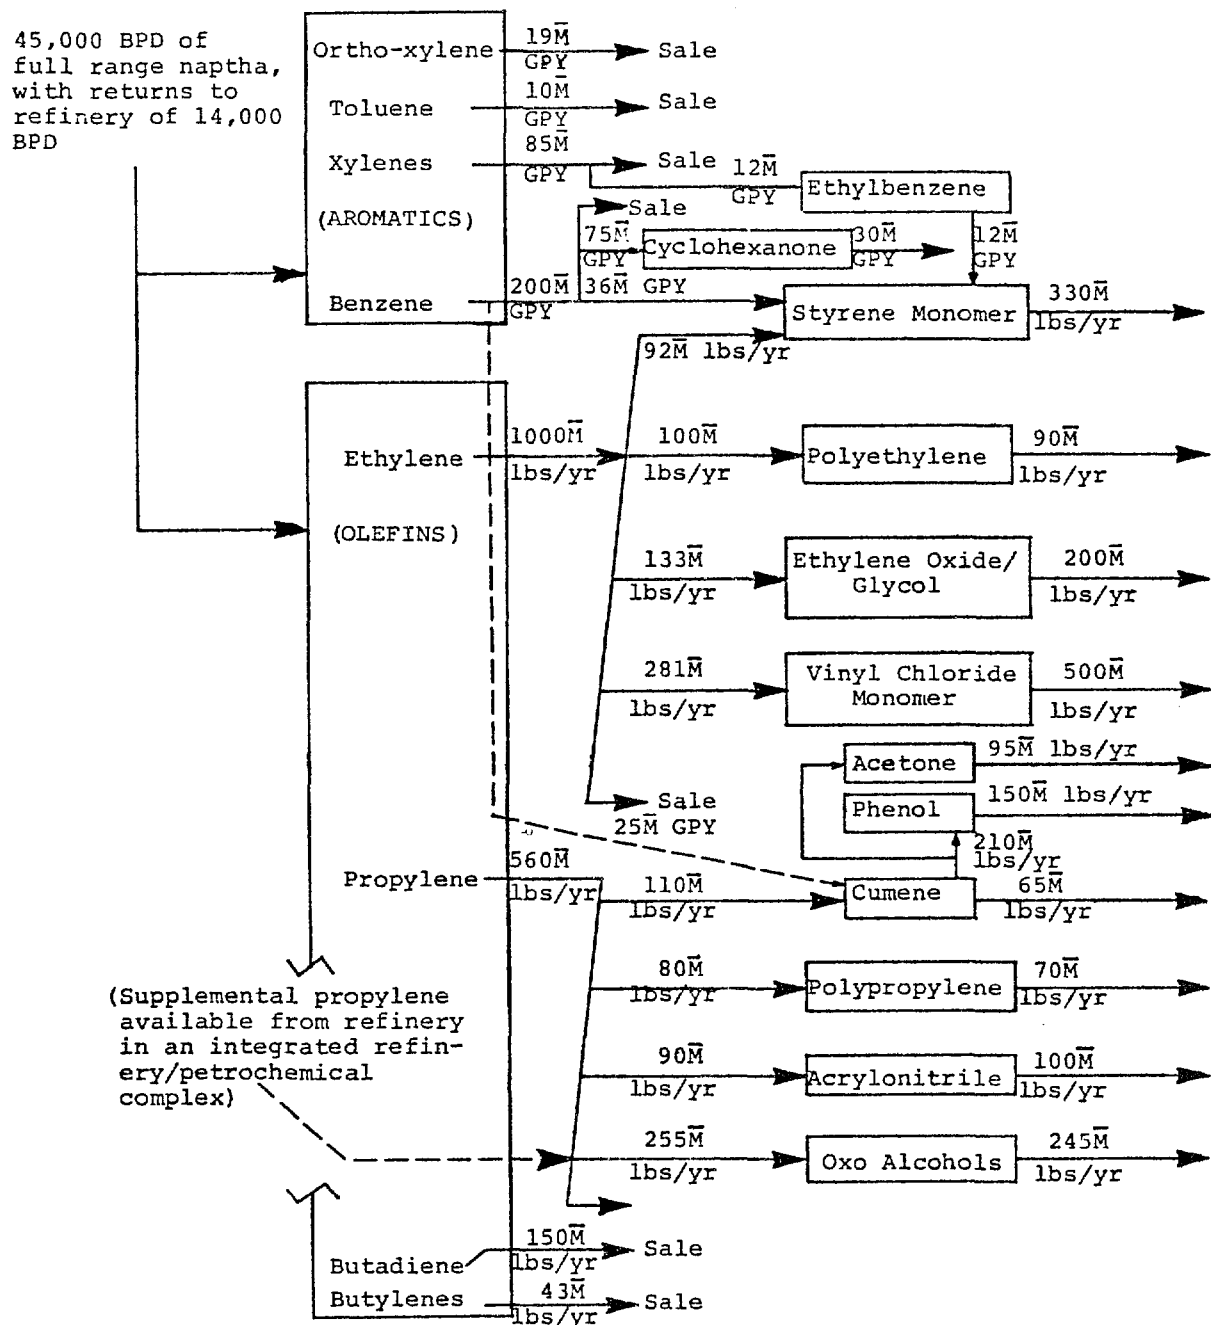 45,000 BPD of
full range naptha,
with returns to
refinery of 14,000
BPD
Ortho-xylene
19M̅
GPY
Sale
Toluene
10M̅
GPY
Sale
Xylenes
85M̅
GPY
Sale
12M̅
GPY
Ethylbenzene
(AROMATICS)
Sale
75M̅
GPY
Cyclohexanone
30M̅
GPY
12M̅
GPY
Benzene
200M̅
GPY
36M̅ GPY
Styrene Monomer
330M̅
lbs/yr
92M̅ lbs/yr
Ethylene
1000M̅
lbs/yr
100M̅
lbs/yr
Polyethylene
90M̅
lbs/yr
(OLEFINS)
133M̅
lbs/yr
Ethylene Oxide/
Glycol
200M̅
lbs/yr
281M̅
lbs/yr
Vinyl Chloride
Monomer
500M̅
lbs/yr
Acetone
95M̅ lbs/yr
Sale
Phenol
150M̅ lbs/yr
25M̅ GPY
210M̅
lbs/yr
Propylene
560M̅
lbs/yr
110M̅
lbs/yr
Cumene
65M̅
lbs/yr
(Supplemental propylene
available from refinery
in an integrated refin-
ery/petrochemical
complex)
80M̅
lbs/yr
Polypropylene
70M̅
lbs/yr
90M̅
lbs/yr
Acrylonitrile
100M̅
lbs/yr
255M̅
lbs/yr
Oxo Alcohols
245M̅
lbs/yr
Butadiene
150M̅
lbs/yr
Sale
Butylenes
43M̅
lbs/yr
Sale